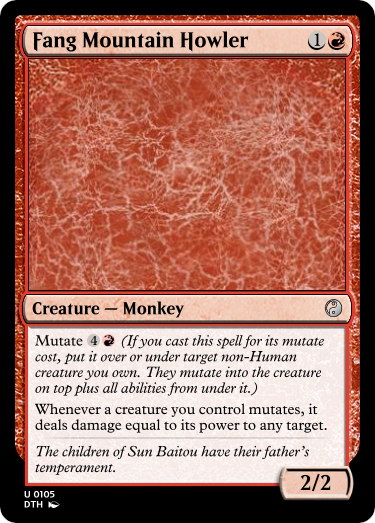 Fang Mountain Howler 1
Creature — Monkey
Mutate 4 (If you cast this spell for its mutate
cost, put it over or under target non-Human
creature you own. They mutate into the creature
on top plus all abilities from under it.)
Whenever a creature you control mutates, it
deals damage equal to its power to any target.
The children of Sun Baitou have their father's
temperament.
2/2
U 0105
DTH